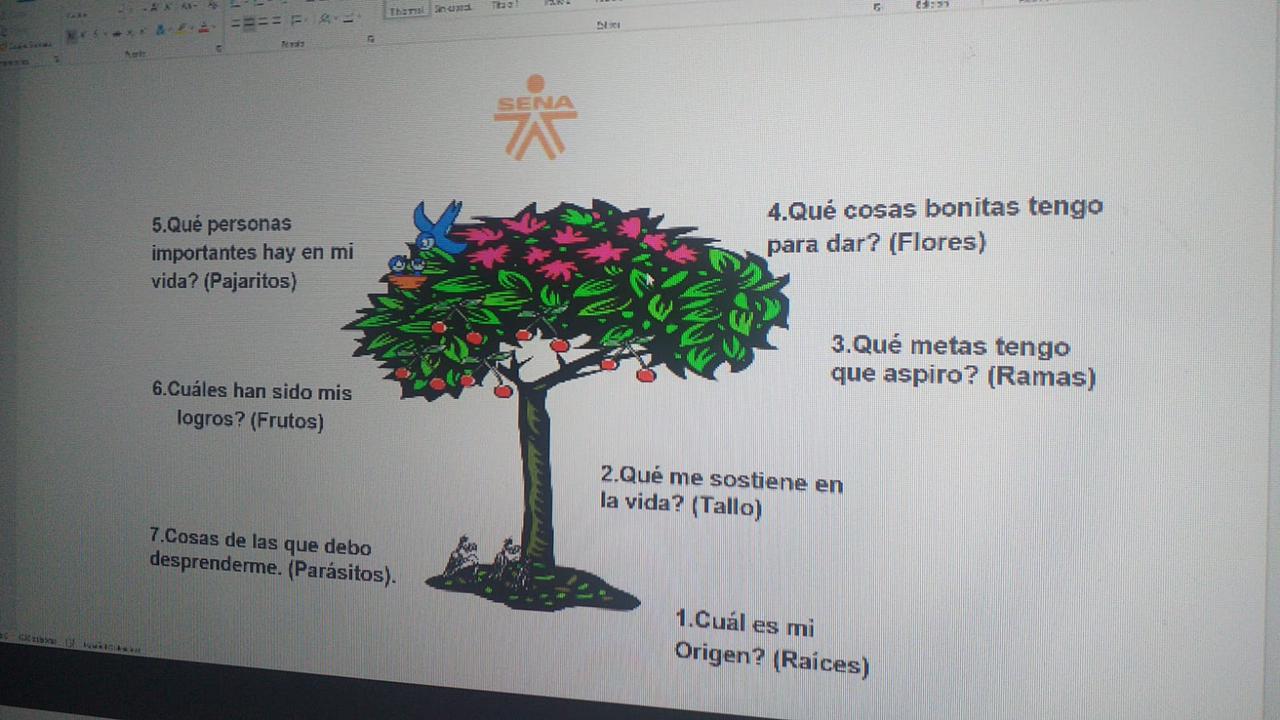 SENA
5.Qué personas
importantes hay en mi
vida? (Pajaritos)
4.Qué cosas bonitas tengo
para dar? (Flores)
3.Qué metas tengo
que aspiro? (Ramas)
6.Cuáles han sido mis
logros? (Frutos)
2.Qué me sostiene en
la vida? (Tallo)
7.Cosas de las que debo
desprenderme. (Parásitos).
1.Cuál es mi
Origen? (Raíces)